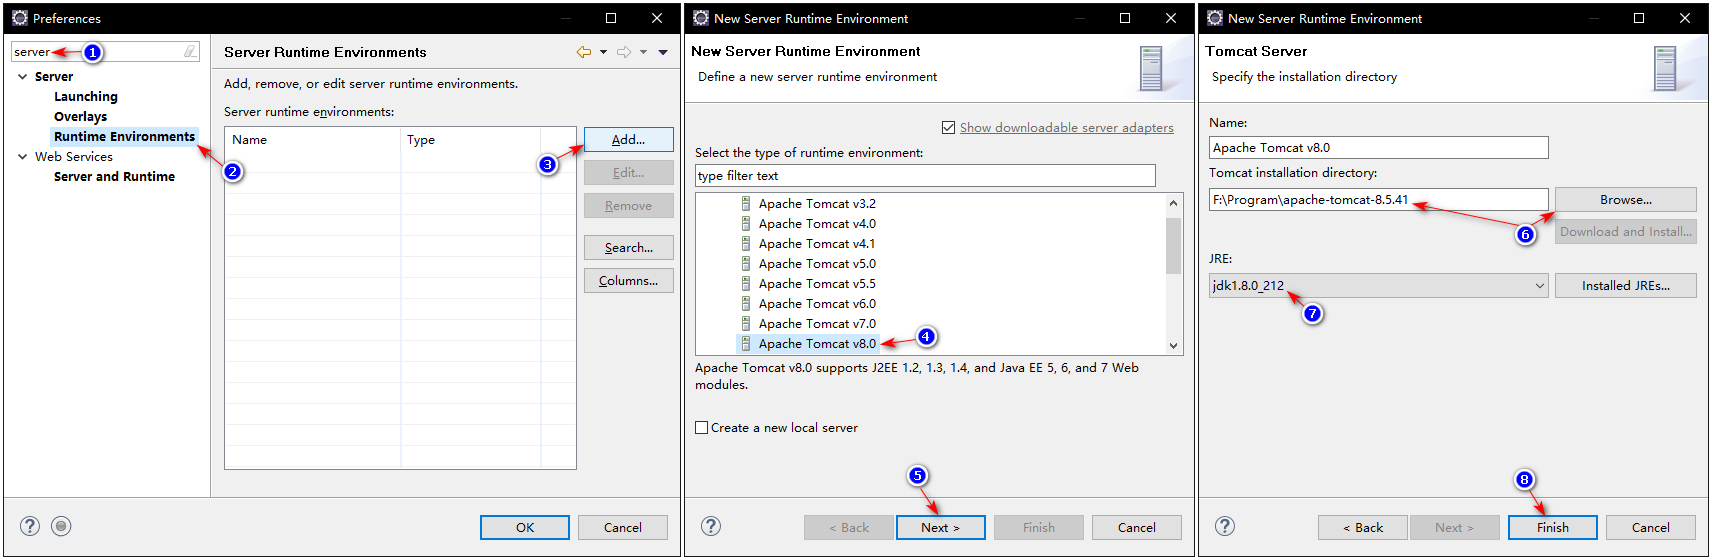 Preferences
server
1
Server
Launching
Overlays
Runtime Environments
2
Web Services
Server and Runtime
Server Runtime Environments
Add, remove, or edit server runtime environments.
Server runtime environments:
Name Type
Add...
3
Edit...
Remove
Search...
Columns...
OK Cancel
New Server Runtime Environment
New Server Runtime Environment
Define a new server runtime environment
Show downloadable server adapters
Select the type of runtime environment:
type filter text
Apache Tomcat v3.2
Apache Tomcat v4.0
Apache Tomcat v4.1
Apache Tomcat v5.0
Apache Tomcat v5.5
Apache Tomcat v6.0
Apache Tomcat v7.0
Apache Tomcat v8.0
4
Apache Tomcat v8.0 supports J2EE 1.2, 1.3, 1.4, and Java EE 5, 6, and 7 Web
modules.
Create a new local server
5
? < Back Next > Finish Cancel
New Server Runtime Environment
Tomcat Server
Specify the installation directory
Name:
Apache Tomcat v8.0
Tomcat installation directory:
F:\Program\apache-tomcat-8.5.41
Browse...
6
Download and Install...
JRE:
jdk1.8.0_212
Installed JREs...
7
8
? < Back Next > Finish Cancel